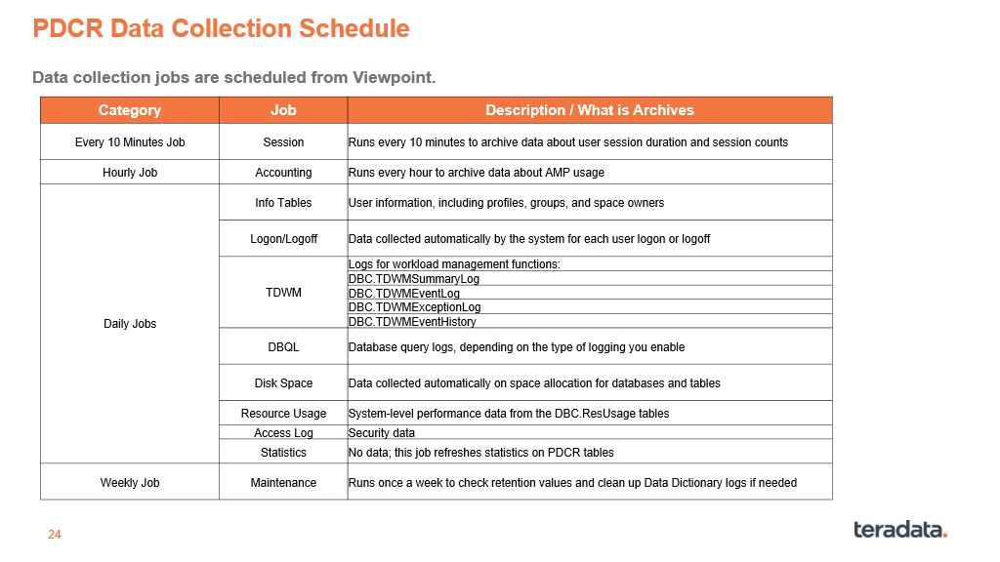 PDCR Data Collection Schedule
Data collection jobs are scheduled from Viewpoint.
Category Job Description / What is Archives
Every 10 Minutes Job Session Runs every 10 minutes to archive data about user session duration and session counts
Hourly Job Accounting Runs every hour to archive data about AMP usage
Daily Jobs
Info Tables User information, including profiles, groups, and space owners
Logon/Logoff Data collected automatically by the system for each user logon or logoff
TDWM
Logs for workload management functions:
DBC.TDWMSummaryLog
DBC.TDWMEventLog
DBC.TDWMExceptionLog
DBC.TDWMEventHistory
DBQL Database query logs, depending on the type of logging you enable
Disk Space Data collected automatically on space allocation for databases and tables
Resource Usage System-level performance data from the DBC.ResUsage tables
Access Log Security data
Statistics No data; this job refreshes statistics on PDCR tables
Weekly Job Maintenance Runs once a week to check retention values and clean up Data Dictionary logs if needed
24
teradata.